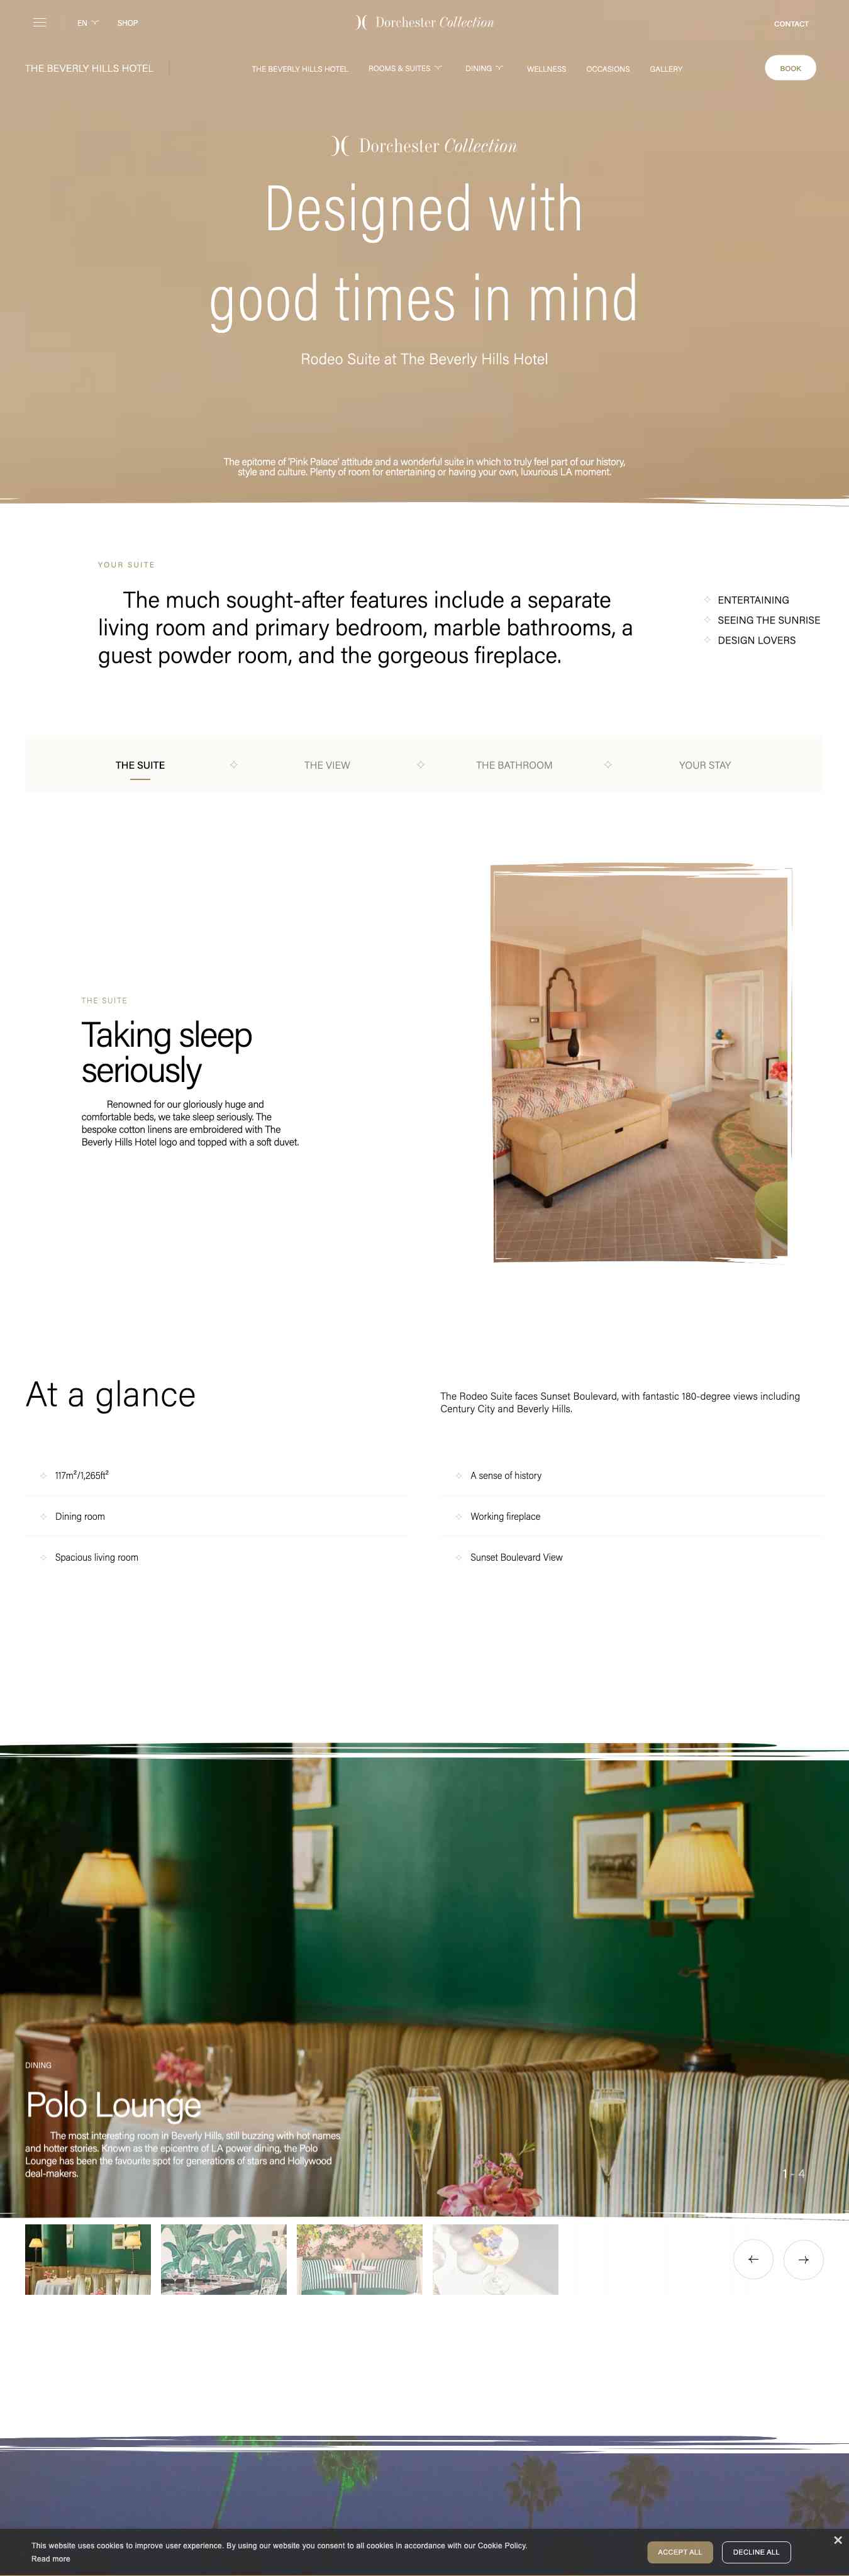 EN
SHOP
Dorchester Collection
CONTACT
THE BEVERLY HILLS HOTEL
THE BEVERLY HILLS HOTEL
ROOMS & SUITES
DINING
WELLNESS
OCCASIONS
GALLERY
BOOK
Dorchester Collection
Designed with
good times in mind
Rodeo Suite at The Beverly Hills Hotel
The epitome of 'Pink Palace' attitude and a wonderful suite in which to truly feel part of our history,
style and culture. Plenty of room for entertaining or having your own, luxurious LA moment.
YOUR SUITE
The much sought-after features include a separate
living room and primary bedroom, marble bathrooms, a
guest powder room, and the gorgeous fireplace.
ENTERTAINING
SEEING THE SUNRISE
DESIGN LOVERS
THE SUITE
THE VIEW
THE BATHROOM
YOUR STAY
THE SUITE
Taking sleep
seriously
Renowned for our gloriously huge and
comfortable beds, we take sleep seriously. The
bespoke cotton linens are embroidered with The
Beverly Hills Hotel logo and topped with a soft duvet.
At a glance
The Rodeo Suite faces Sunset Boulevard, with fantastic 180-degree views including
Century City and Beverly Hills.
117m²/1,265ft²
Dining room
Spacious living room
A sense of history
Working fireplace
Sunset Boulevard View
DINING
Polo Lounge
The most interesting room in Beverly Hills, still buzzing with hot names
and hotter stories. Known as the epicentre of LA power dining, the Polo
Lounge has been the favourite spot for generations of stars and Hollywood
deal-makers.
1 - 4
This website uses cookies to improve user experience. By using our website you consent to all cookies in accordance with our Cookie Policy.
Read more
ACCEPT ALL
DECLINE ALL